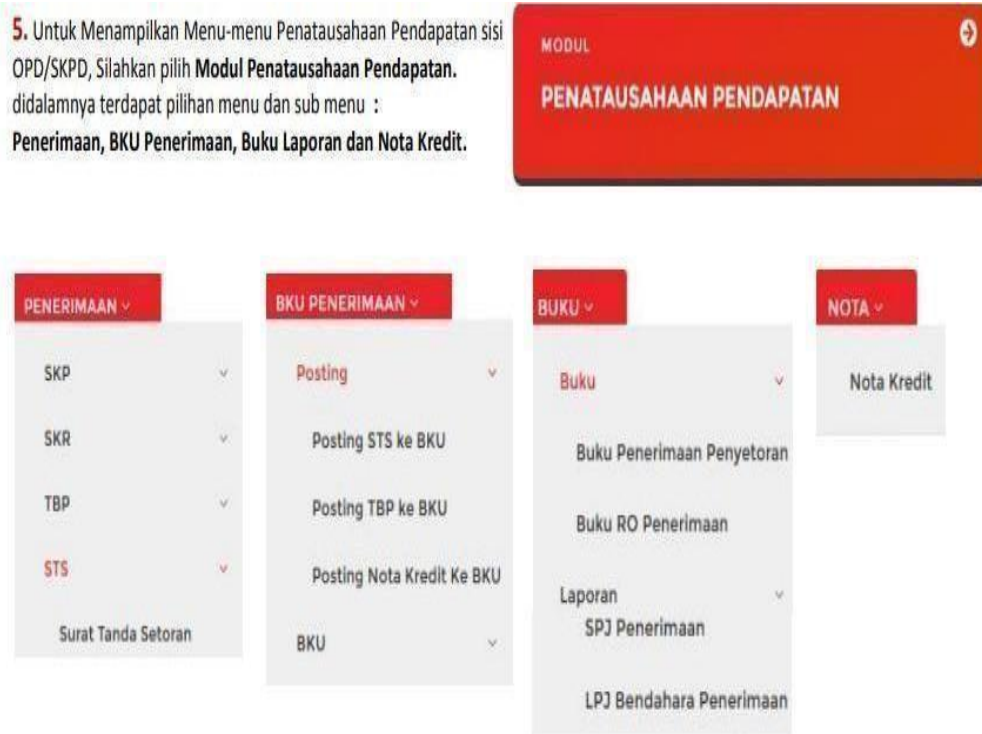 5. Untuk Menampilkan Menu-menu Penatausahaan Pendapatan sisi
OPD/SKPD, Silahkan pilih Modul Penatausahaan Pendapatan.
didalamnya terdapat pilihan menu dan sub menu :
Penerimaan, BKU Penerimaan, Buku Laporan dan Nota Kredit.
MODUL
PENATAUSAHAAN PENDAPATAN
PENERIMAAN
SKP
SKR
TBP
STS
Surat Tanda Setoran
BKU PENERIMAAN
Posting
Posting STS ke BKU
Posting TBP ke BKU
Posting Nota Kredit Ke BKU
BKU
BUKU
Buku
Buku Penerimaan Penyetoran
Buku RO Penerimaan
Laporan
SPJ Penerimaan
LPJ Bendahara Penerimaan
NOTA
Nota Kredit